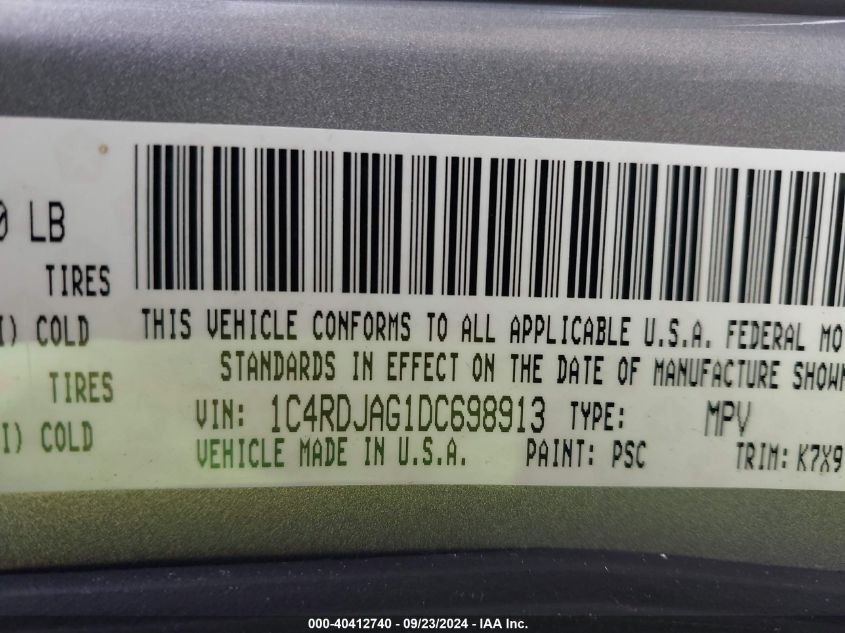 0 LB
TIRES
I) COLD
TIRES
I) COLD
THIS VEHICLE CONFORMS TO ALL APPLICABLE U.S.A. FEDERAL MO
STANDARDS IN EFFECT ON THE DATE OF MANUFACTURE SHOWN
VIN: 1C4RDJAG1DC698913 TYPE: MPV
VEHICLE MADE IN U.S.A. PAINT: PSC TRIM: K7X9
000-40412740 - 09/23/2024 - IAA Inc.